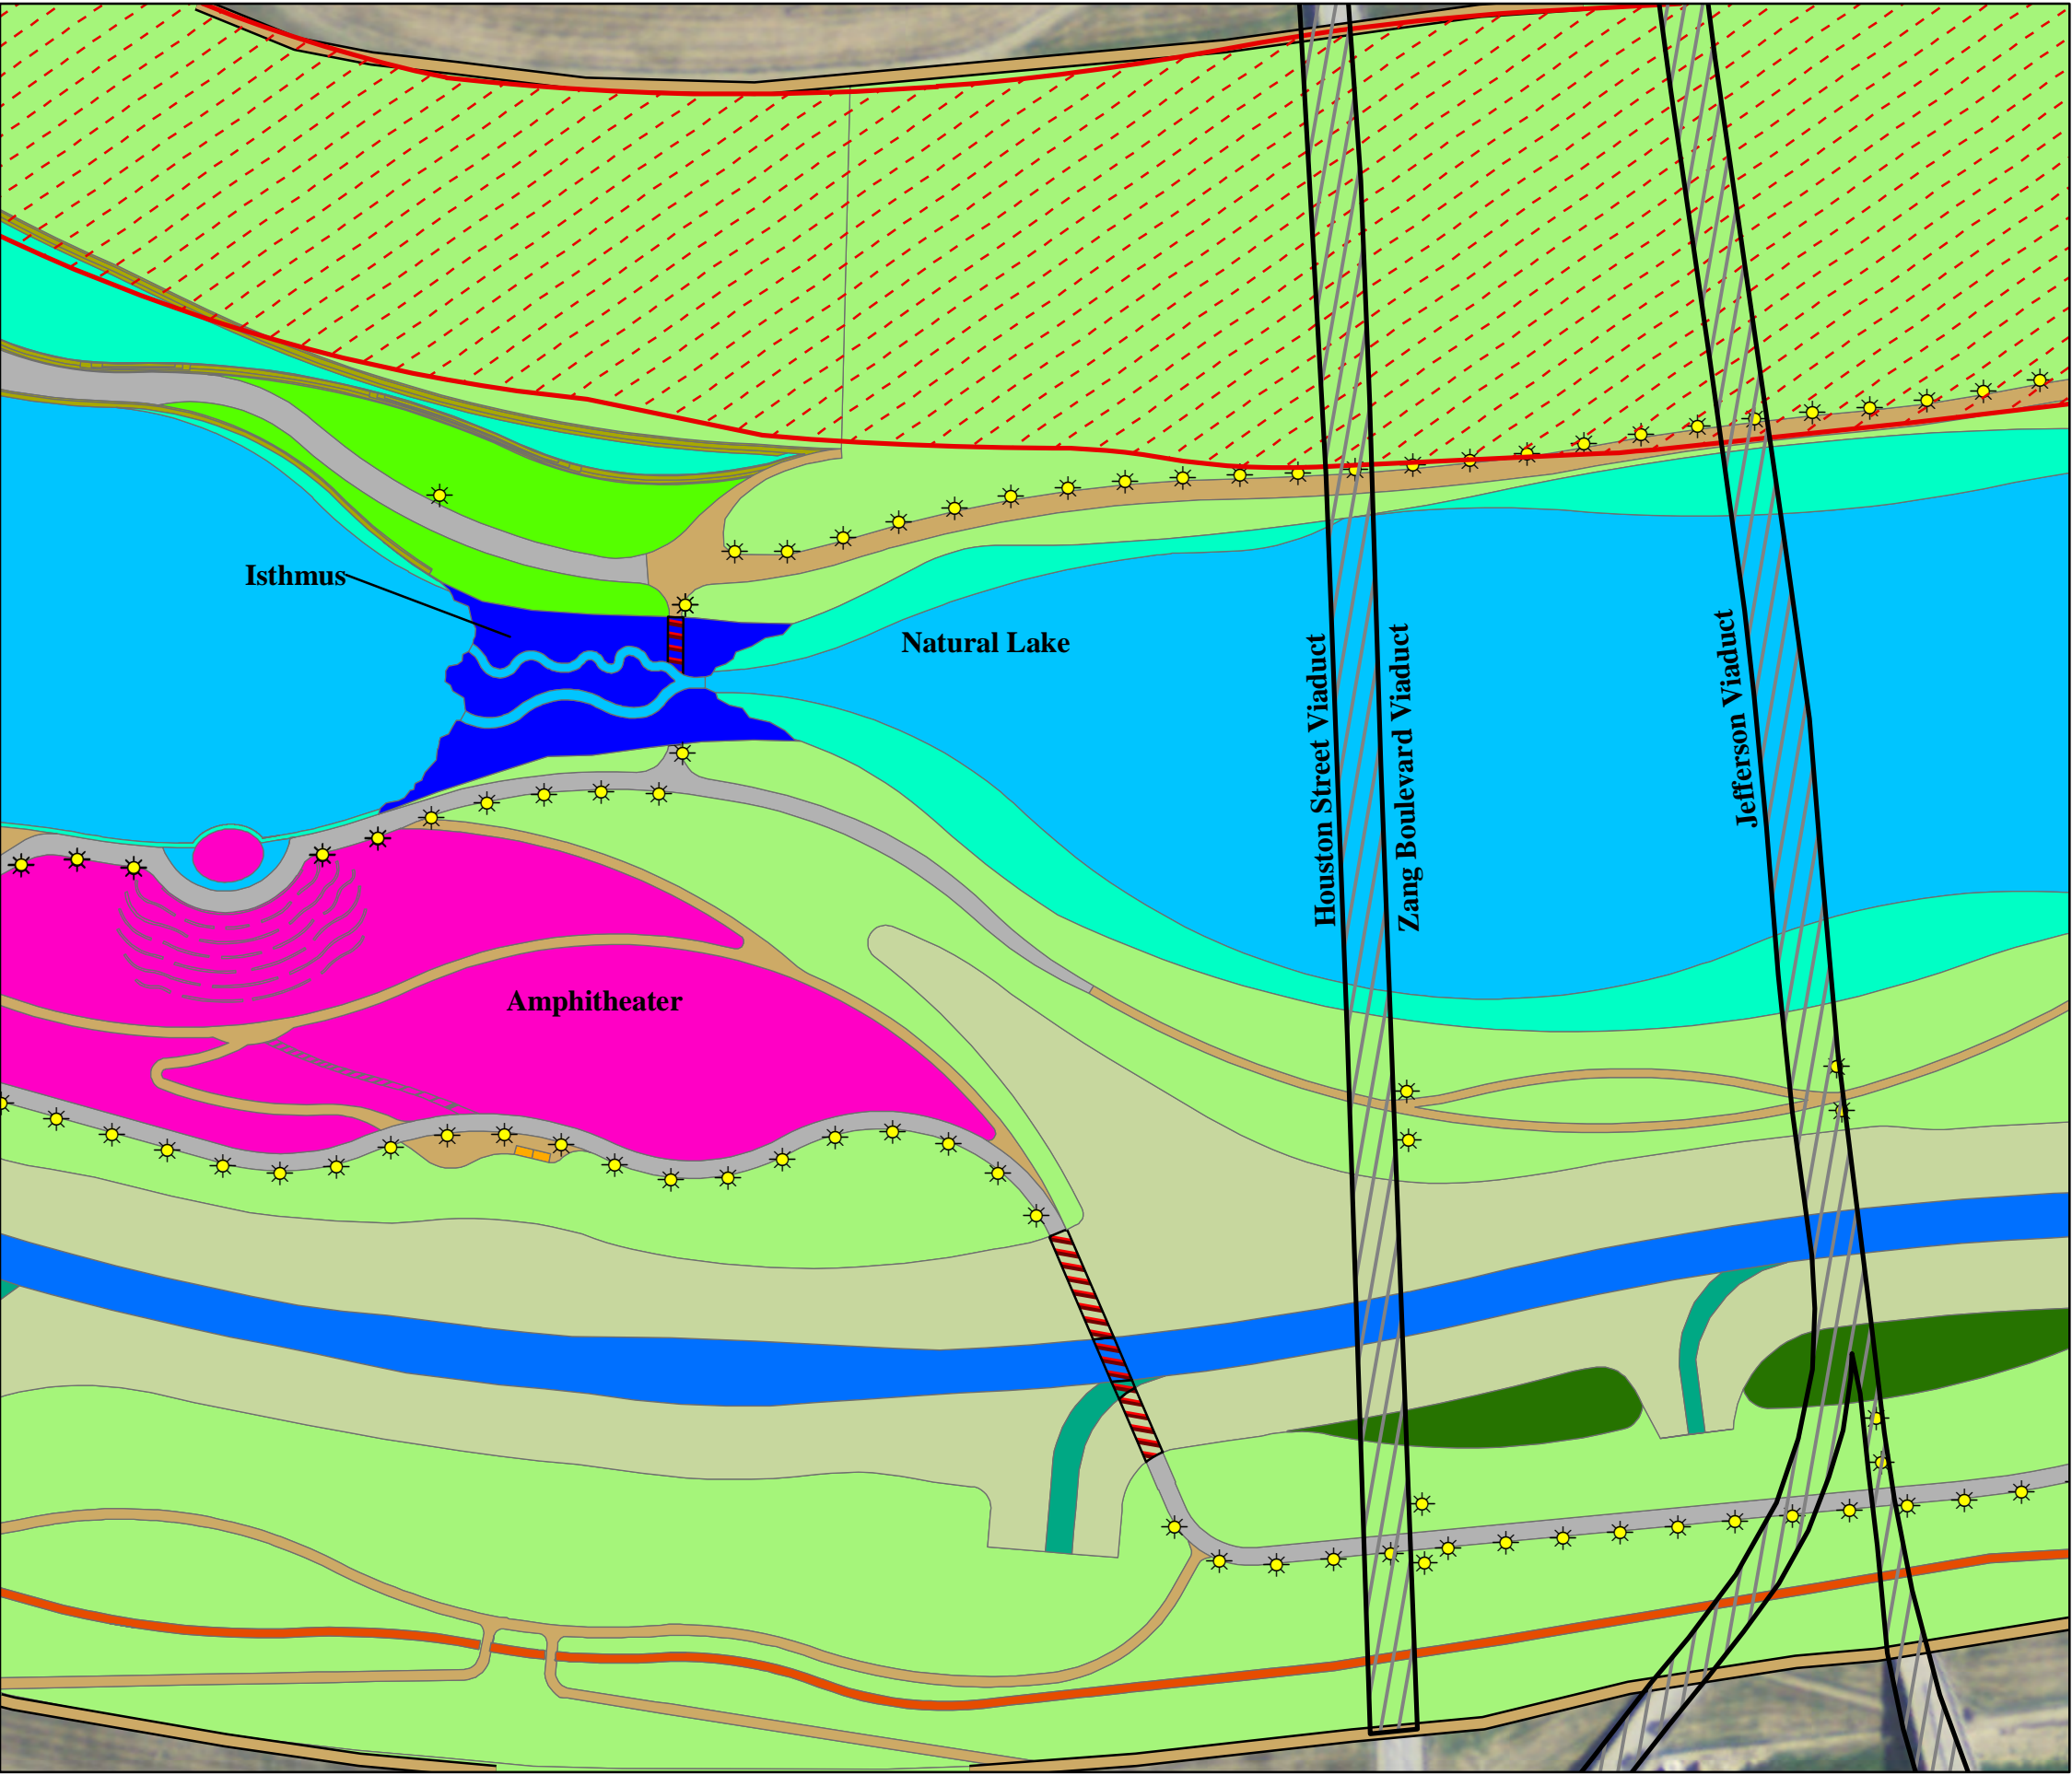 Isthmus
Natural Lake
Houston Street Viaduct
Zang Boulevard Viaduct
Jefferson Viaduct
Amphitheater